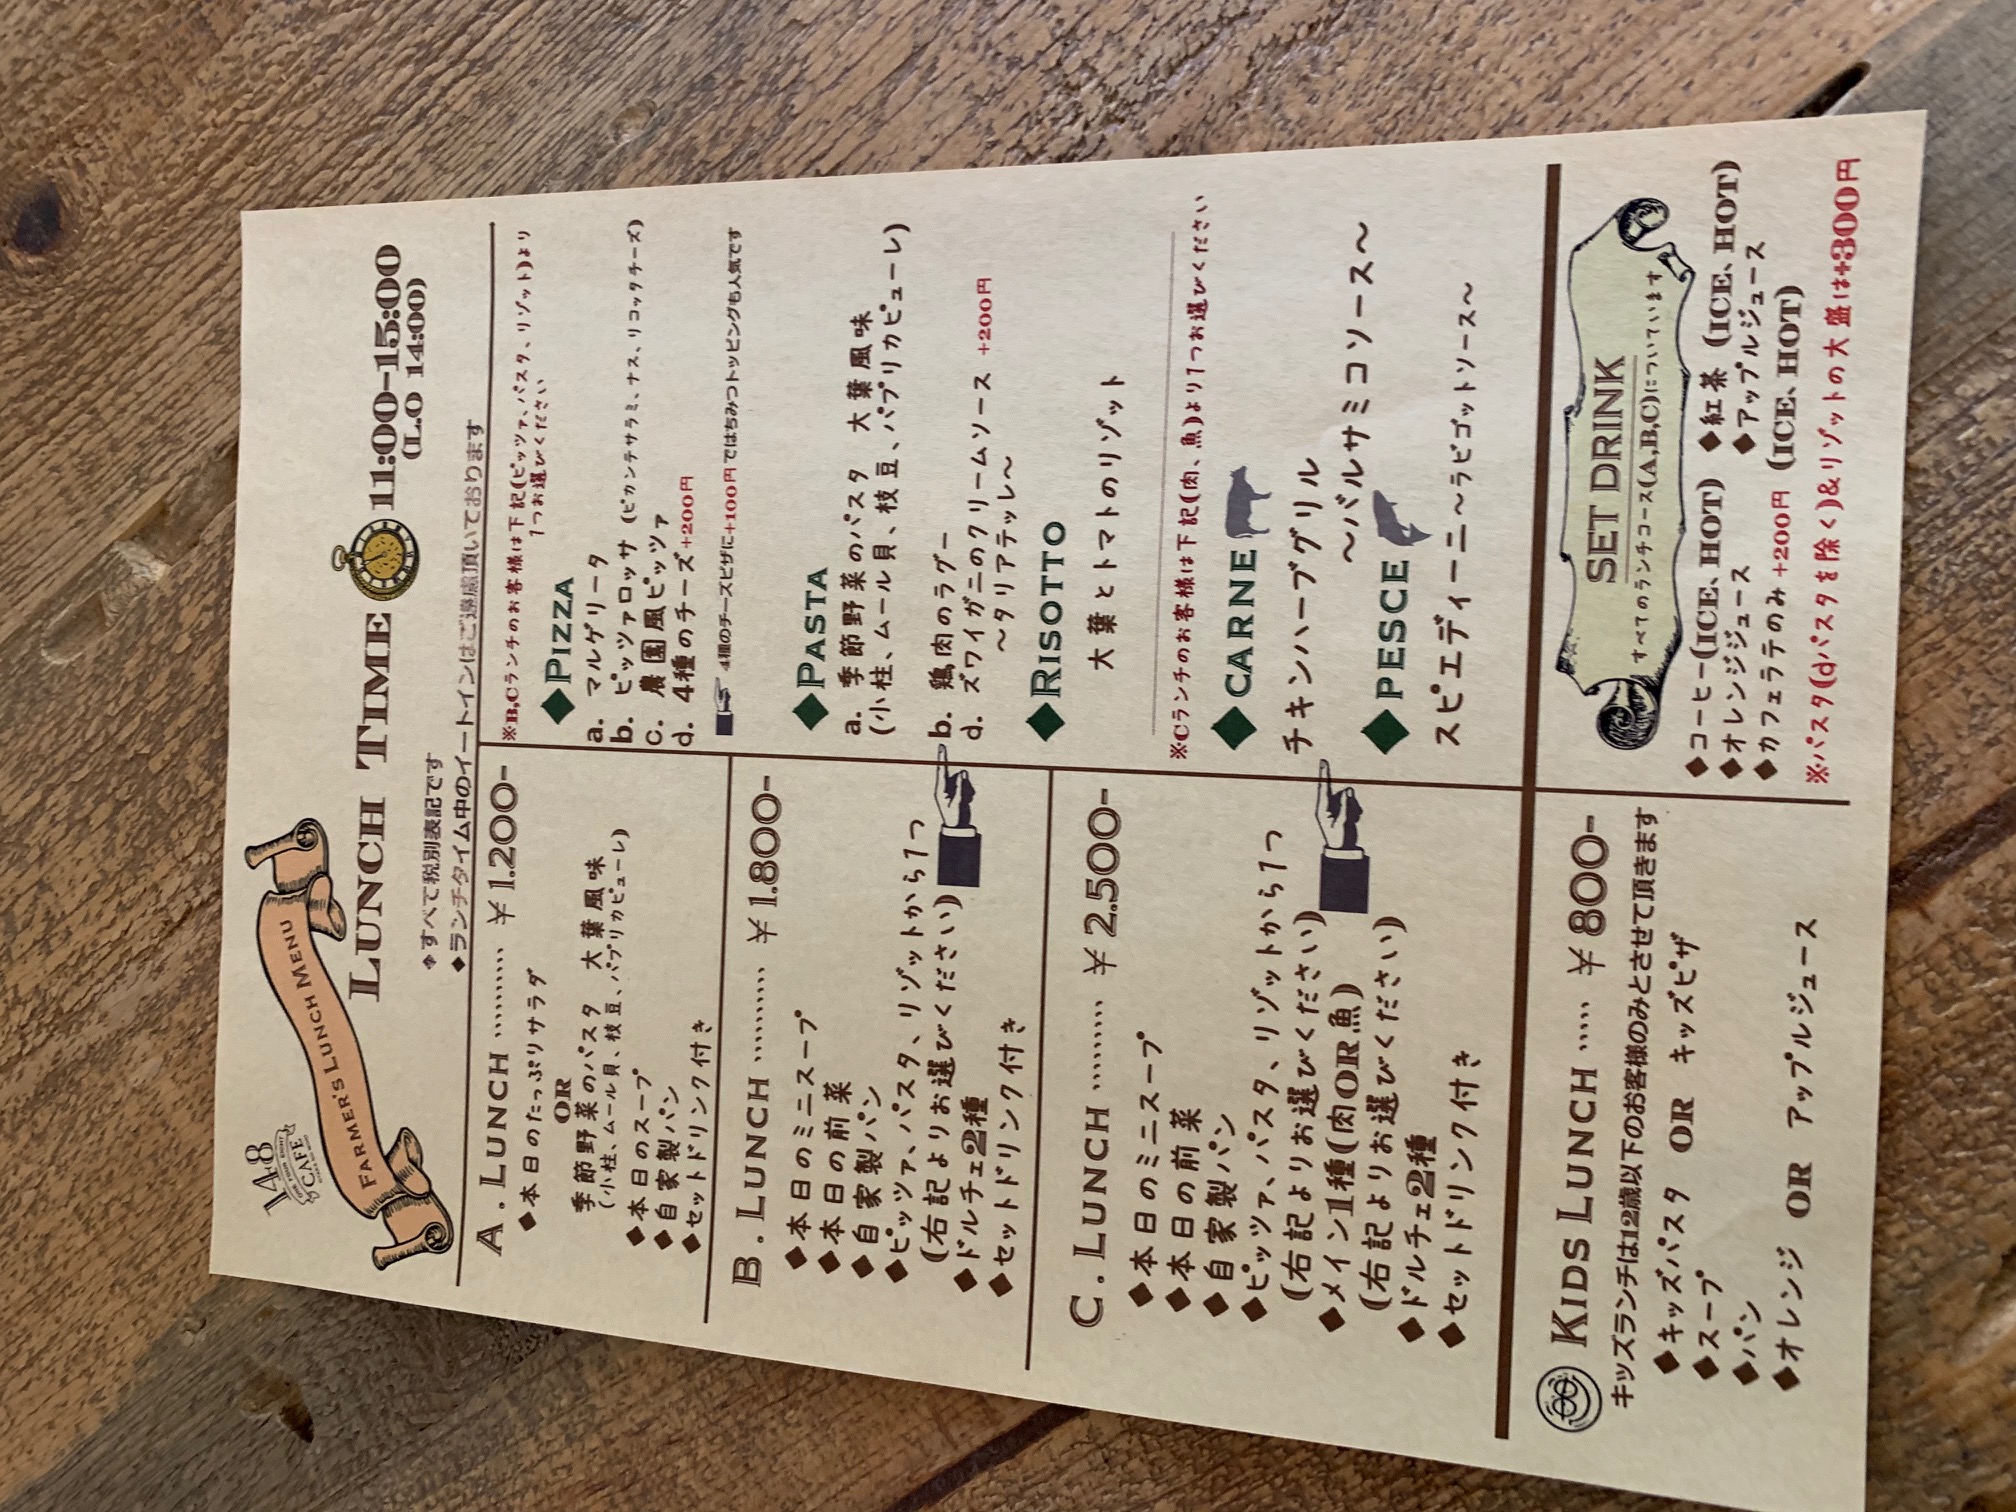 148
ONE FOUR EIGHT
CAFE
FARMER'S LUNCH MENU
LUNCH TIME 11:00-15:00
(L.O 14:00)
◆すべて税別表記です
◆ランチタイム中のイートインはご遠慮頂いております
A. LUNCH .......... ¥1.200-
◆本日のたっぷりサラダ
OR
季節野菜のパスタ 大葉風味
(小柱、ムール貝、枝豆、パプリカピューレ)
◆本日のスープ
◆自家製パン
◆セットドリンク付き
B. LUNCH .......... ¥1.800-
◆本日のミニスープ
◆本日の前菜
◆自家製パン
◆ピッツァ、パスタ、リゾットから1つ
(右記よりお選びください)
◆ドルチェ2種
◆セットドリンク付き
C. LUNCH ......... ¥2.500-
◆本日のミニスープ
◆本日の前菜
◆自家製パン
◆ピッツァ、パスタ、リゾットから1つ
(右記よりお選びください)
◆メイン1種(肉OR魚)
(右記よりお選びください)
◆ドルチェ2種
◆セットドリンク付き
※B,Cランチのお客様は下記(ピッツァ、パスタ、リゾット)より
1つお選びください
◆PIZZA
a. マルゲリータ
b. ピッツァロッサ (ピカンテサラミ、ナス、リコッタチーズ)
c. 農園風ピッツァ
d. 4種のチーズ+200円
4種のチーズピザに+100円ではちみつトッピングも人気です
◆PASTA
a. 季節野菜のパスタ 大葉風味
(小柱、ムール貝、枝豆、パプリカピューレ)
b. 鶏肉のラグー
d. ズワイガニのクリームソース +200円
～タリアテッレ～
◆RISOTTO
大葉とトマトのリゾット
※Cランチのお客様は下記(肉、魚)より1つお選びください
◆CARNE
チキンハーブグリル
～バルサミコソース～
◆PESCE
スピエディーニ～ラビゴットソース～
KIDS LUNCH ..... ¥800-
キッズランチは12歳以下のお客様のみとさせて頂きます
◆キッズパスタ OR キッズピザ
◆スープ
◆パン
◆オレンジ OR アップルジュース
SET DRINK
すべてのランチコース(A,B,C)についています
◆コーヒー(ICE、HOT) ◆紅茶 (ICE、HOT)
◆オレンジジュース ◆アップルジュース
◆カフェラテのみ +200円 (ICE、HOT)
※パスタ(dパスタを除く)&リゾットの大盛は+300円